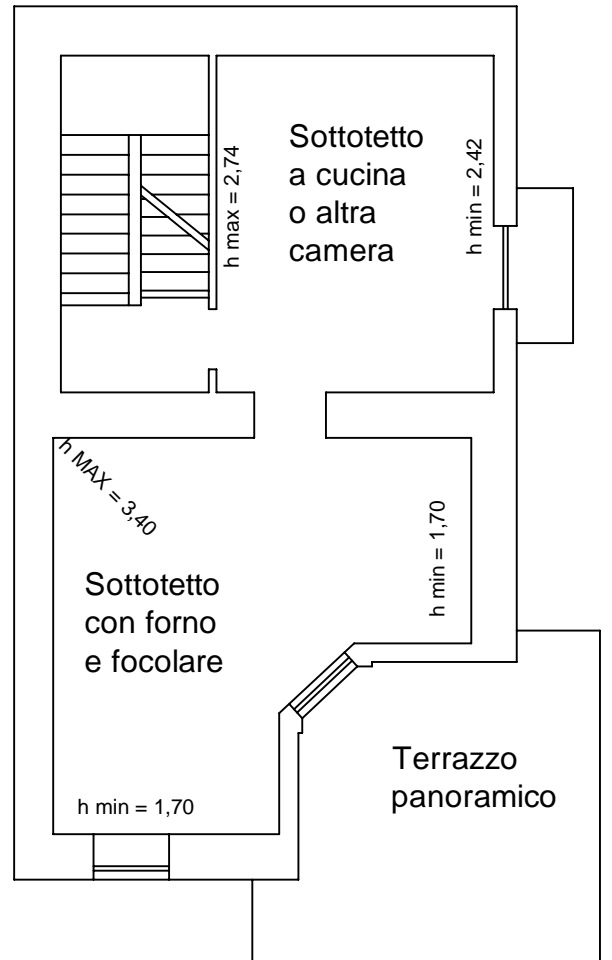 Sottotetto
a cucina
o altra
camera
h max = 2,74
h min = 2,42
h MAX = 3,40
h min = 1,70
Sottotetto
con forno
e focolare
h min = 1,70
Terrazzo
panoramico